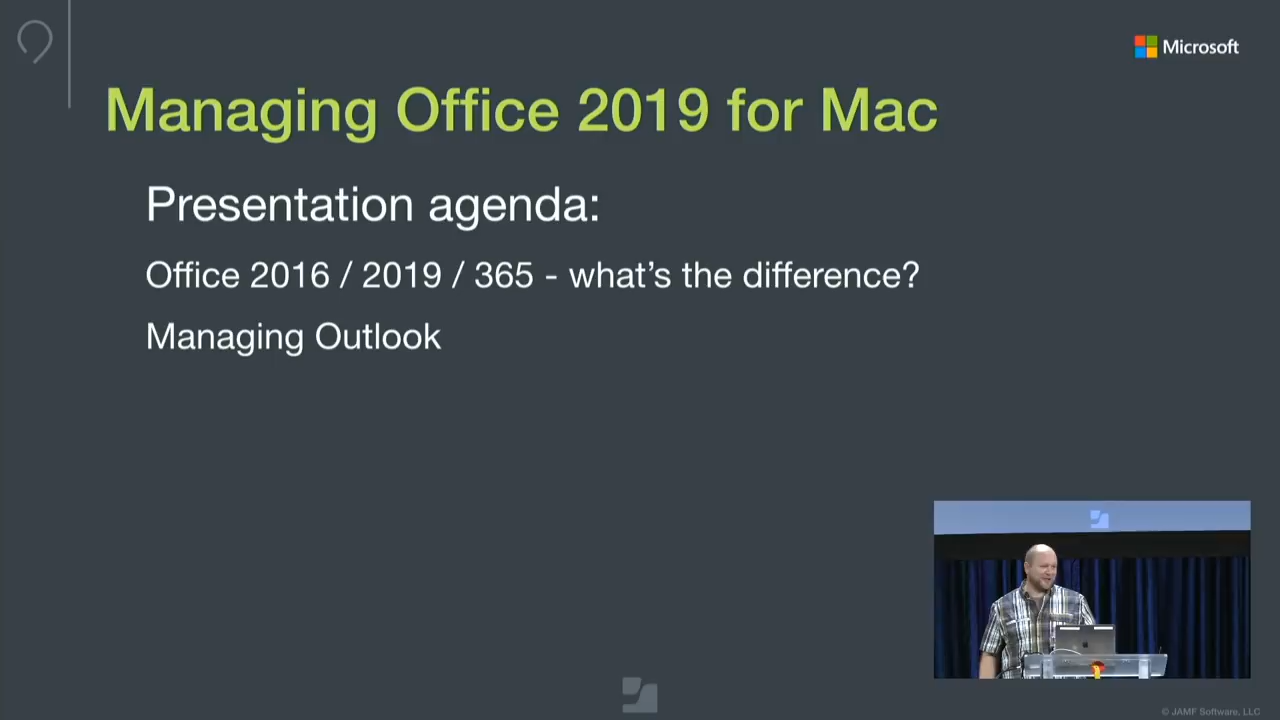 Microsoft
Managing Office 2019 for Mac
Presentation agenda:
Office 2016 / 2019 / 365 - what’s the difference?
Managing Outlook
© JAMF Software, LLC